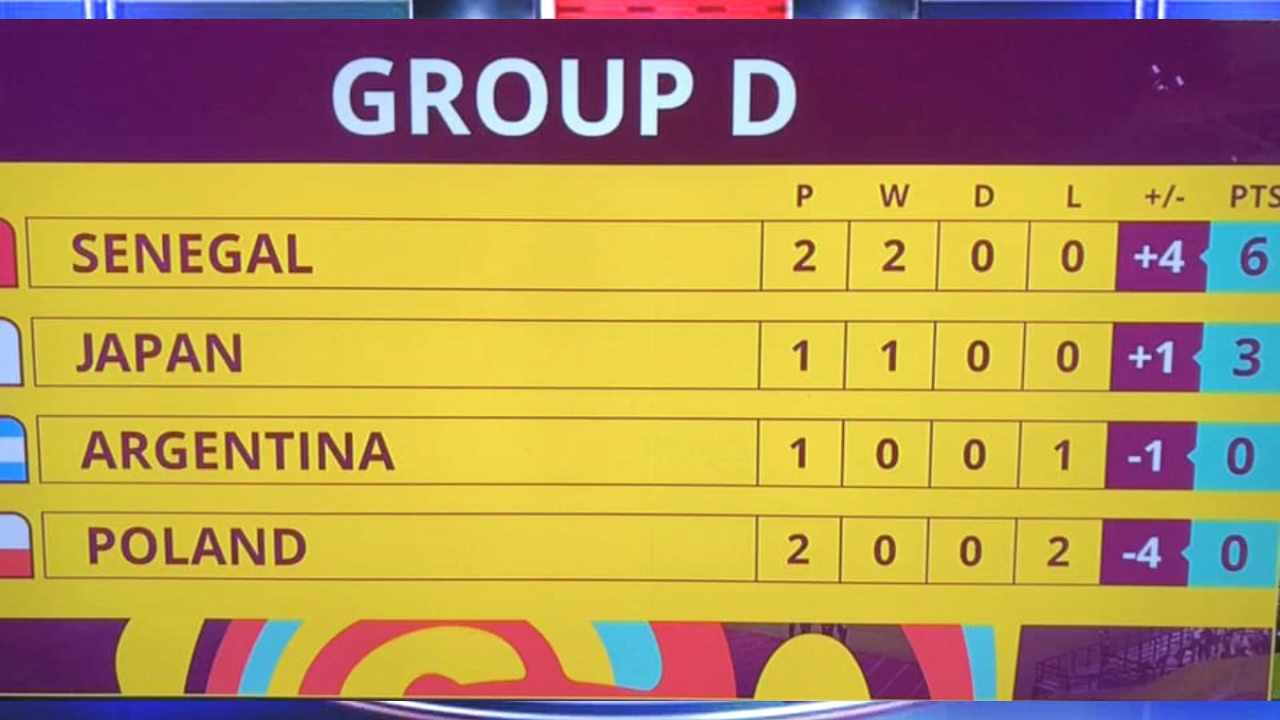 GROUP D
P W D L +/- PTS
SENEGAL 2 2 0 0 +4 6
JAPAN 1 1 0 0 +1 3
ARGENTINA 1 0 0 1 -1 0
POLAND 2 0 0 2 -4 0